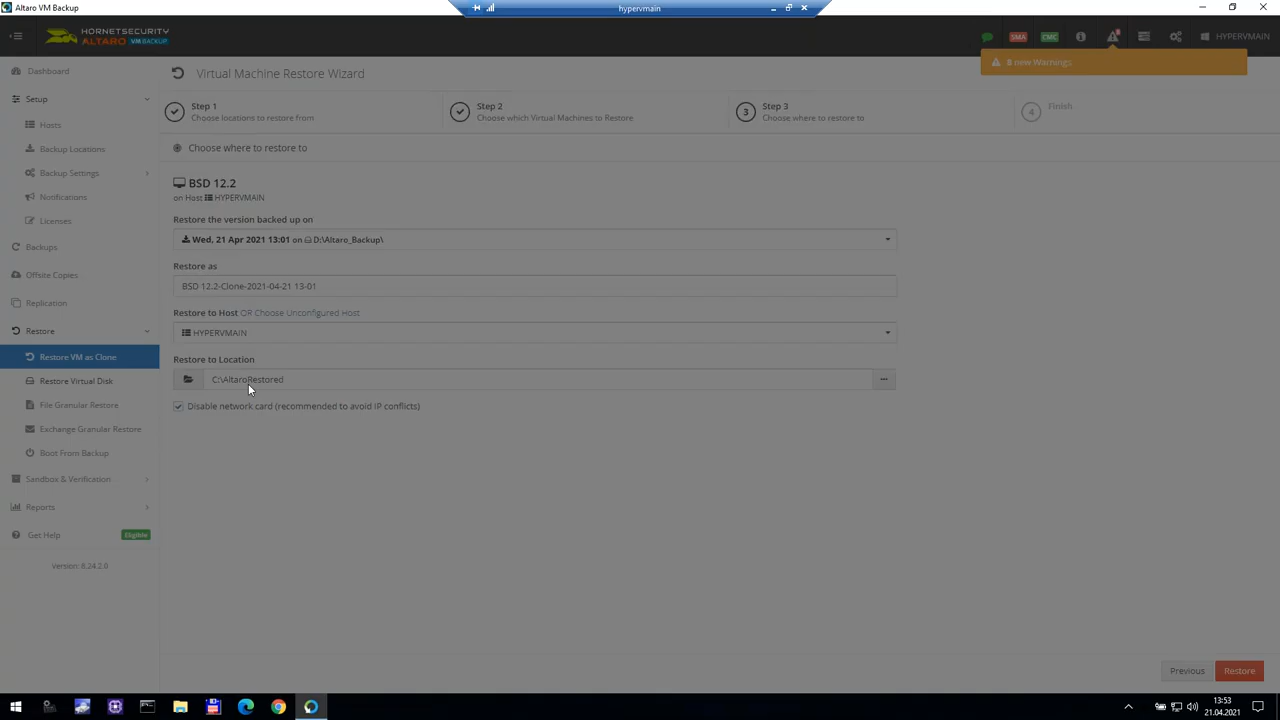 Altaro VM Backup
hypervmain
HORNETSECURITY
ALTARO VM BACKUP
SMA
CMC
HYPERVMAIN
8 new Warnings
Dashboard
Setup
Hosts
Backup Locations
Backup Settings
Notifications
Licenses
Backups
Offsite Copies
Replication
Restore
Restore VM as Clone
Restore Virtual Disk
File Granular Restore
Exchange Granular Restore
Boot From Backup
Sandbox & Verification
Reports
Get Help
Eligible
Version: 8.24.2.0
Virtual Machine Restore Wizard
Step 1
Choose locations to restore from
Step 2
Choose which Virtual Machines to Restore
3
Step 3
Choose where to restore to
4
Finish
Choose where to restore to
BSD 12.2
on Host HYPERVMAIN
Restore the version backed up on
Wed, 21 Apr 2021 13:01 on D:\Altaro_Backup\
Restore as
BSD 12.2-Clone-2021-04-21 13-01
Restore to Host OR Choose Unconfigured Host
HYPERVMAIN
Restore to Location
C:\AltaroRestored
Disable network card (recommended to avoid IP conflicts)
Previous
Restore
13:53
21.04.2021